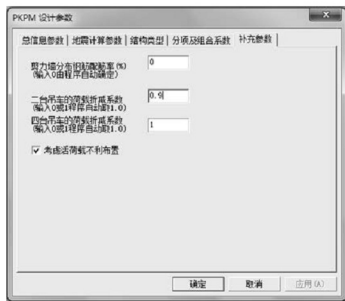 PKPM 设计参数
总信息参数 地震计算参数 结构类型 分项及组合系数 补充参数
剪力墙分布钢筋配筋率(%)
(输入0由程序自动确定)
0
二台吊车的荷载折减系数
(输入0或1程序自动取1.0)
0.9
四台吊车的荷载折减系数
(输入0或1程序自动取1.0)
1
考虑活荷载不利布置
确定 取消 应用(A)